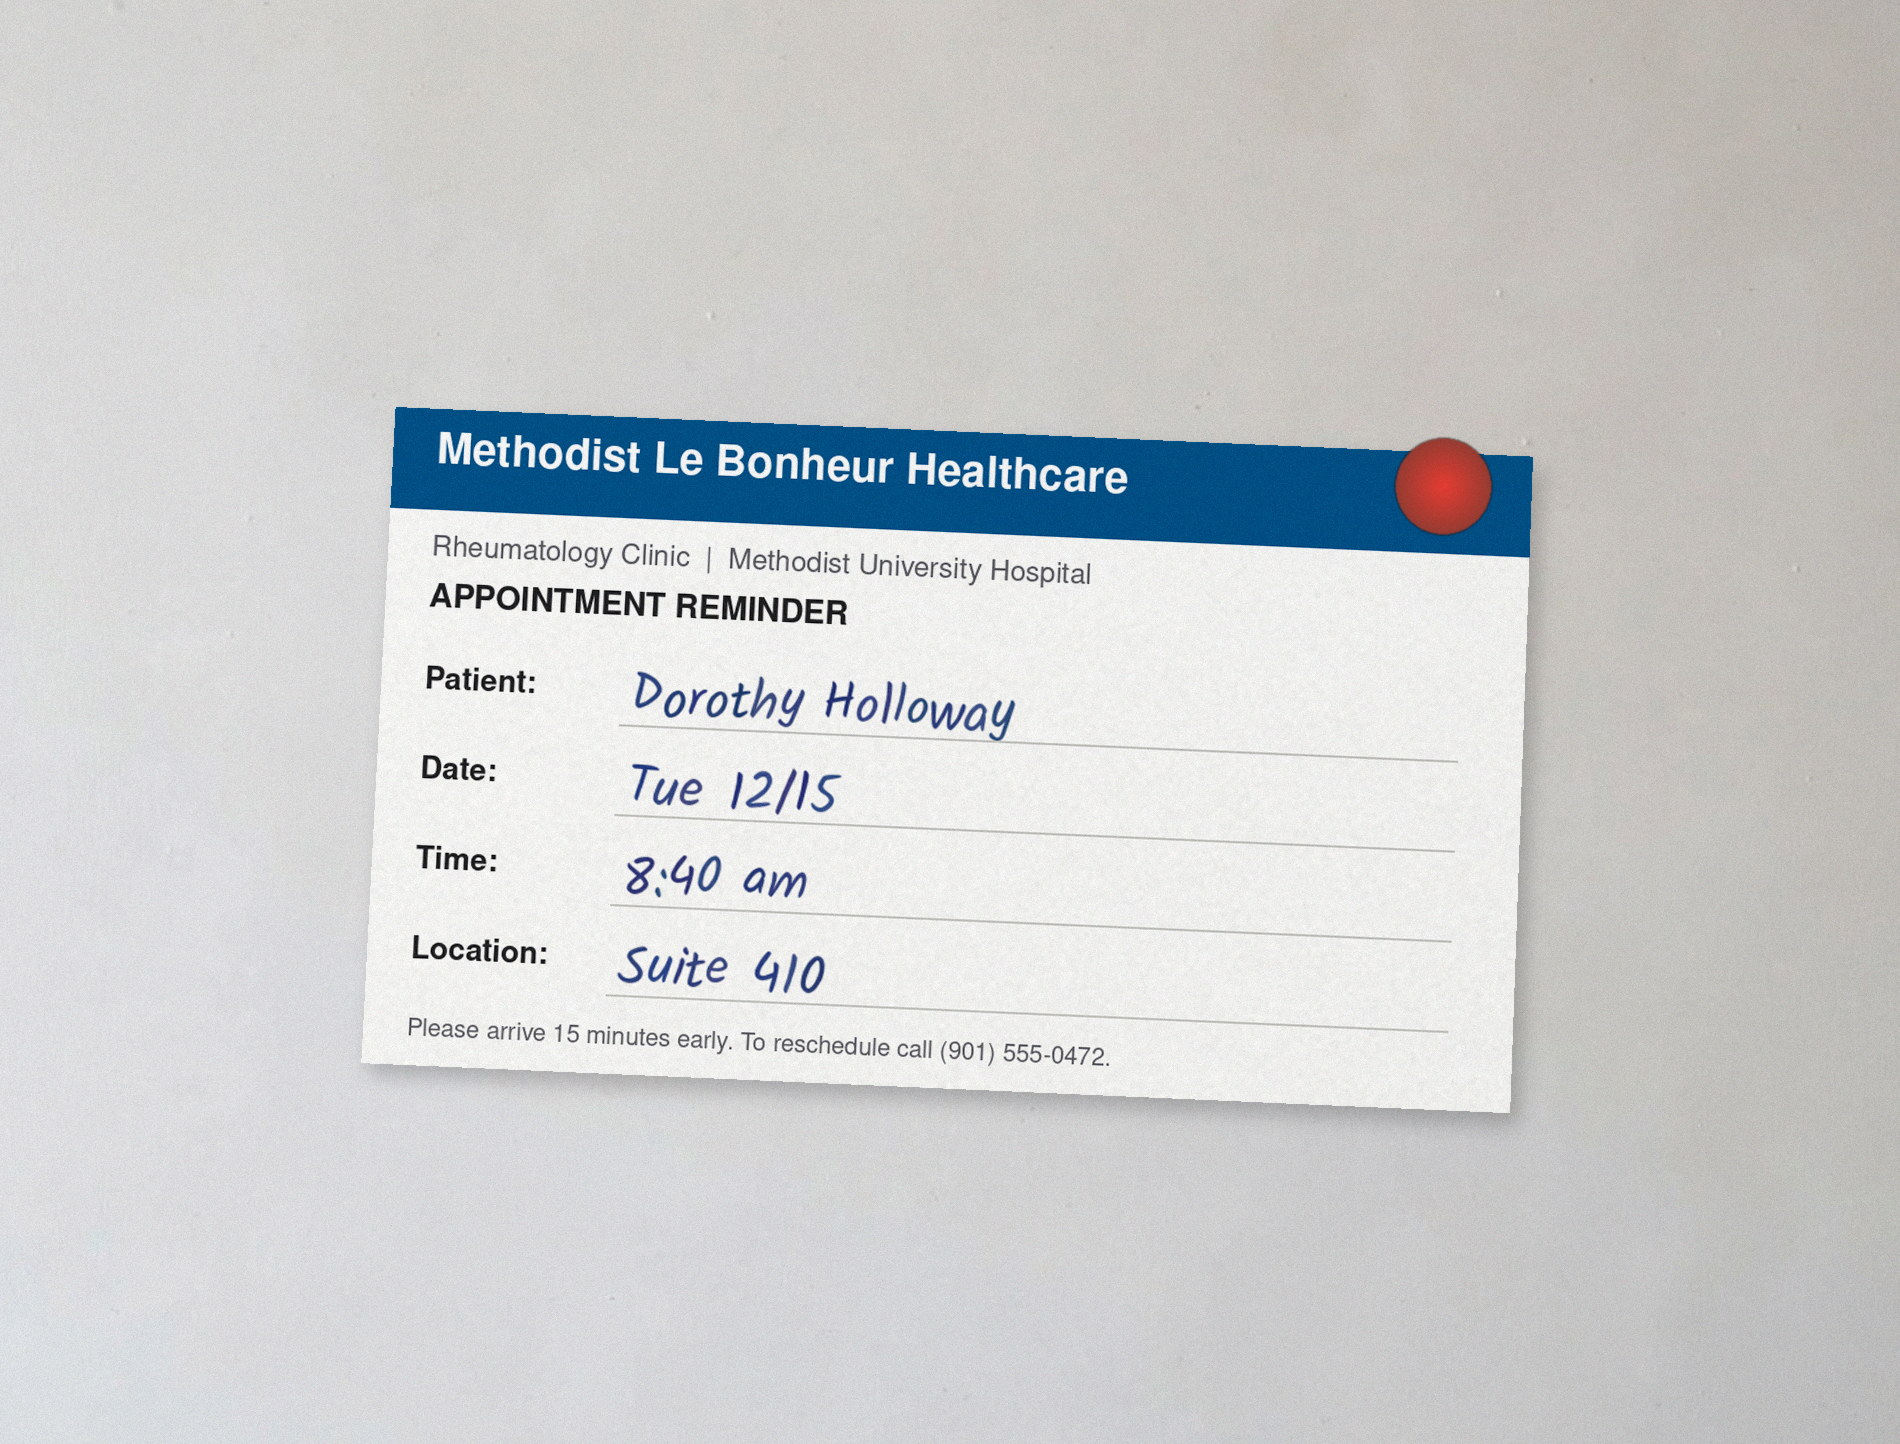 Methodist Le Bonheur Healthcare
Rheumatology Clinic | Methodist University Hospital
APPOINTMENT REMINDER
Patient: Dorothy Holloway
Date: Tue 12/15
Time: 8:40 am
Location: Suite 410
Please arrive 15 minutes early. To reschedule call (901) 555-0472.